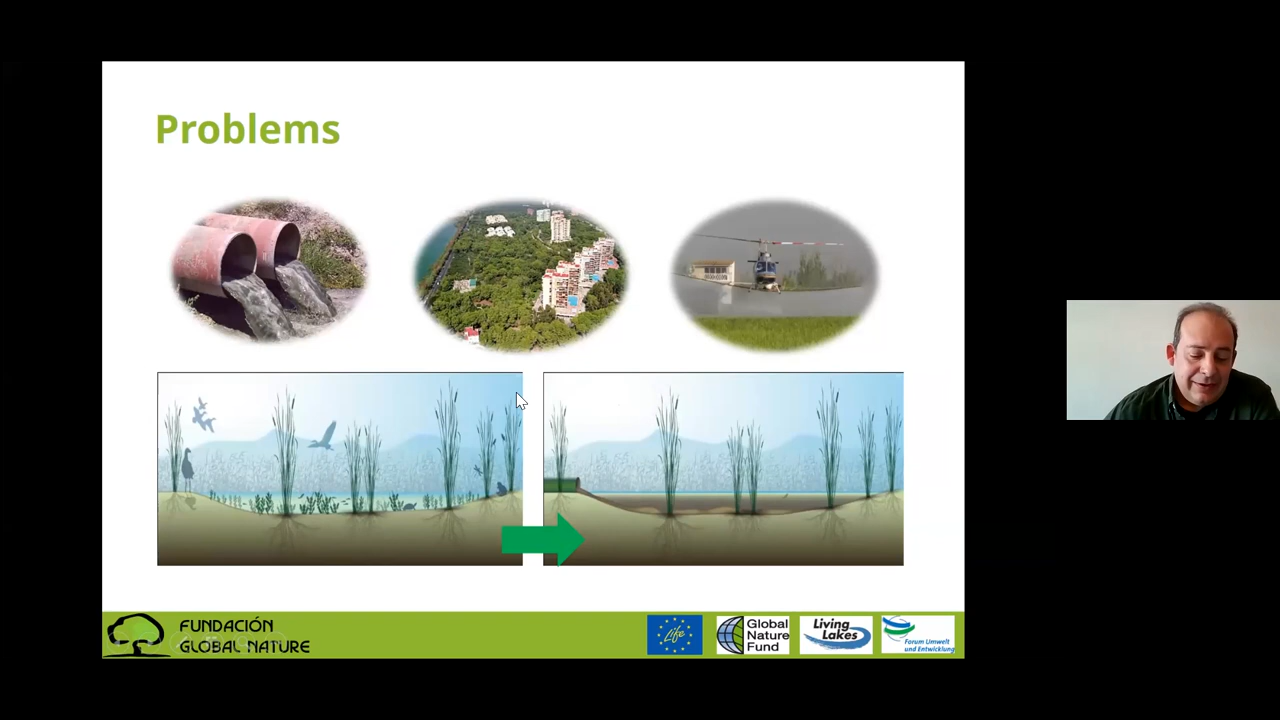 Problems
FUNDACIÓN
GLOBAL NATURE
Life
Global
Nature
Fund
Living
Lakes
Forum Umwelt
und Entwicklung